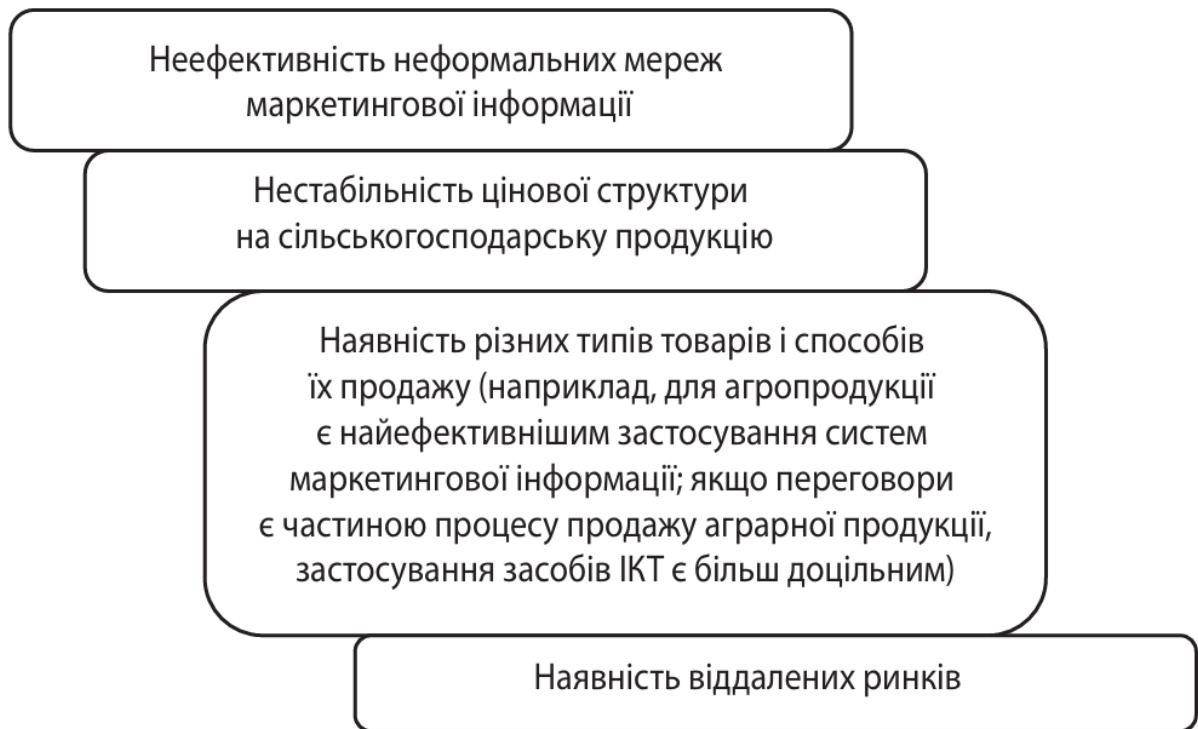 Неефективність неформальних мереж
маркетингової інформації
Нестабільність цінової структури
на сільськогосподарську продукцію
Наявність різних типів товарів і способів
їх продажу (наприклад, для агропродукції
є найефективнішим застосування систем
маркетингової інформації; якщо переговори
є частиною процесу продажу аграрної продукції,
застосування засобів ІКТ є більш доцільним)
Наявність віддалених ринків